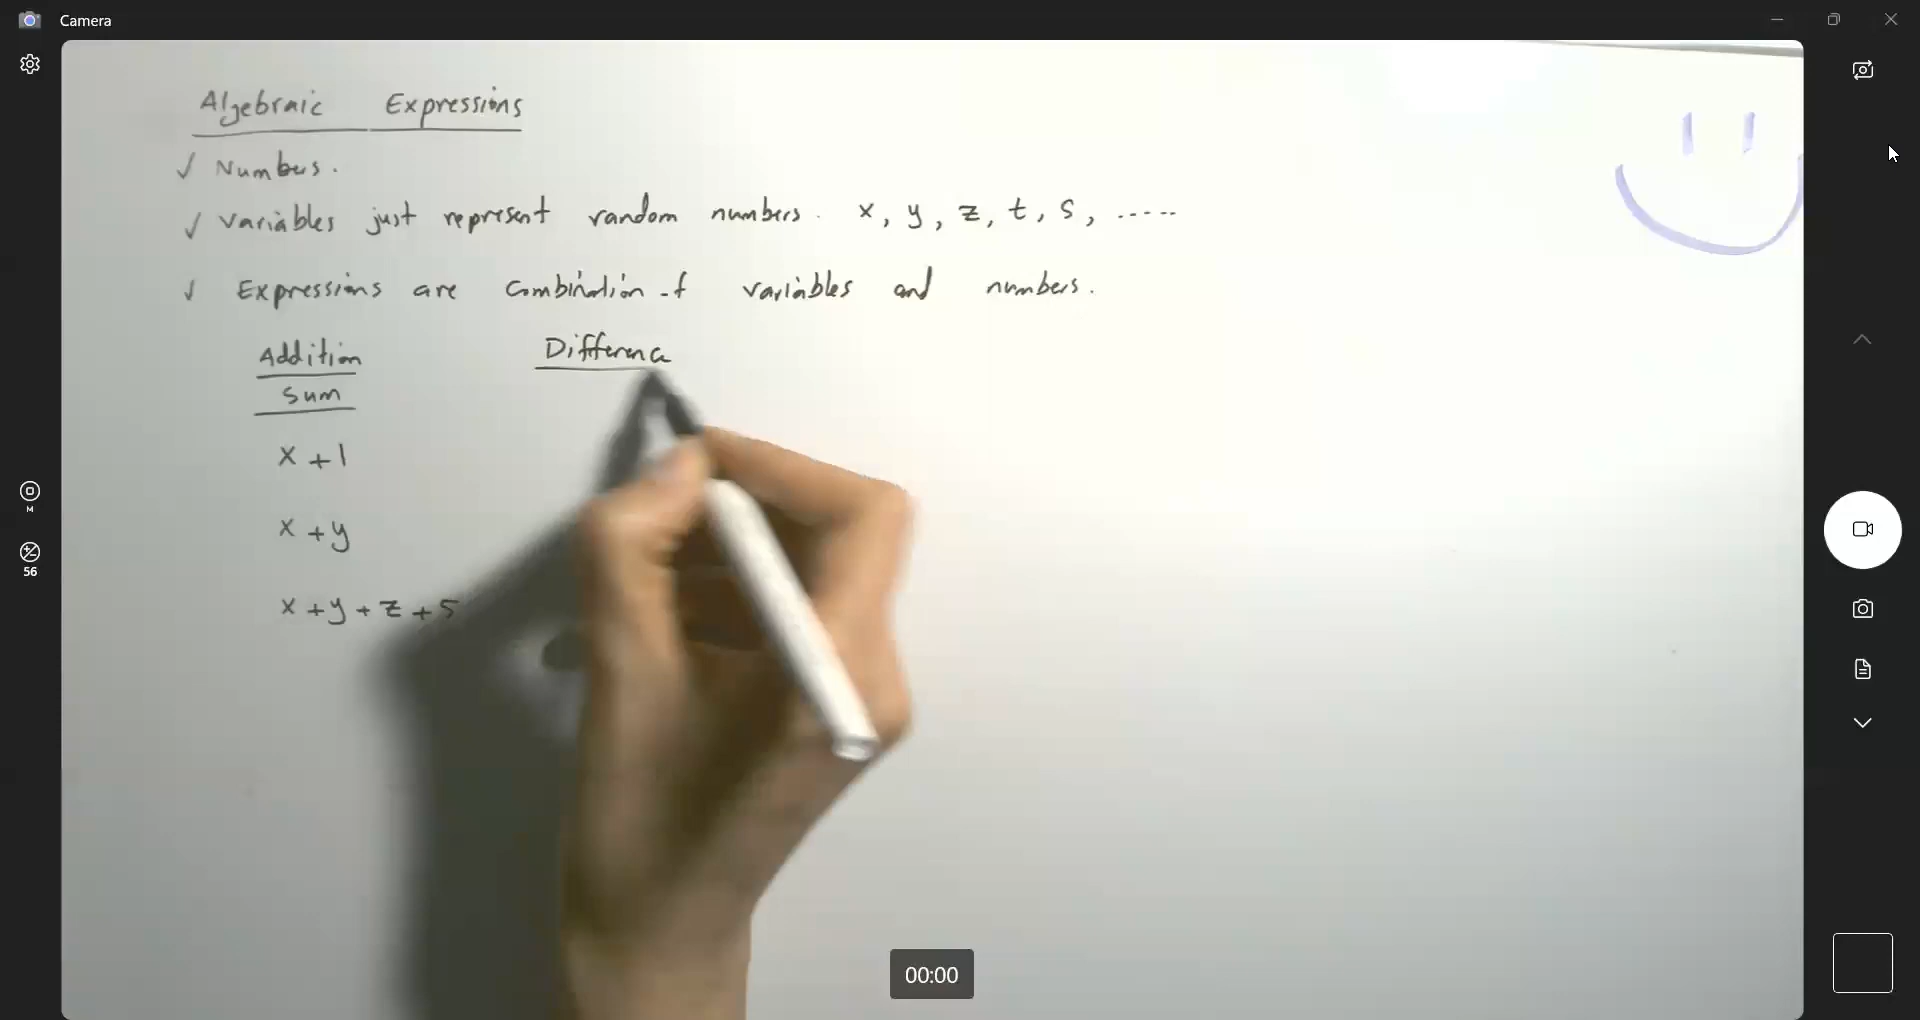 Camera
Algebraic Expressions
✓ Numbers.
✓ Variables just represent random numbers. x, y, z, t, s, .....
✓ Expressions are combination of variables and numbers.
Addition Difference
Sum
x + 1
x + y
x + y + z + 5
M
56
00:00